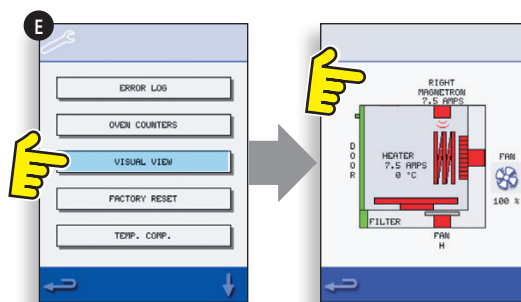 E
ERROR LOG
OVEN COUNTERS
VISUAL VIEW
FACTORY RESET
TEMP. COMP.
RIGHT
MAGNETRON
7.5 AMPS
DOOR
HEATER
7.5 AMPS
0 °C
FAN
100 %
FILTER
FAN
H